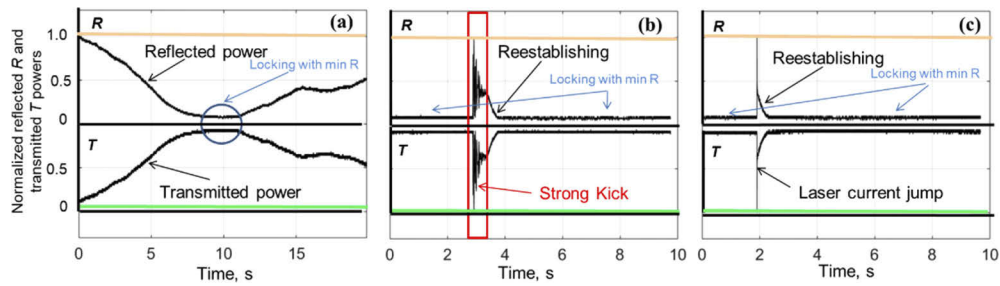 Normalized reflected R and
transmitted T powers
R
(a)
1.0
Reflected power
Locking with min R
0.5
0
T
0.5
Transmitted power
0
0
5
10
15
Time, s
R
(b)
Reestablishing
Locking with min R
T
Strong Kick
0
2
4
6
8
10
Time, s
R
(c)
Reestablishing
Locking with min R
T
Laser current jump
0
2
4
6
8
10
Time, s